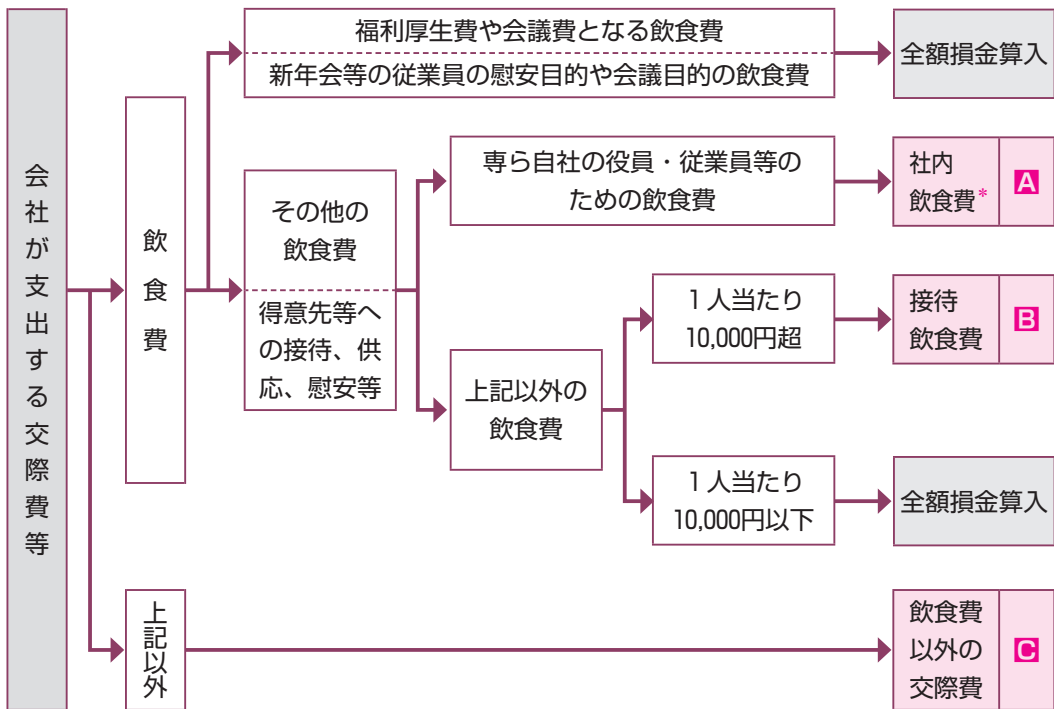 会社が支出する交際費等
飲食費
福利厚生費や会議費となる飲食費
新年会等の従業員の慰安目的や会議目的の飲食費
全額損金算入
その他の
飲食費
得意先等へ
の接待、供
応、慰安等
専ら自社の役員・従業員等の
ための飲食費
社内
飲食費*
A
上記以外の
飲食費
1人当たり
10,000円超
接待
飲食費
B
1人当たり
10,000円以下
全額損金算入
上記以外
飲食費
以外の
交際費
C